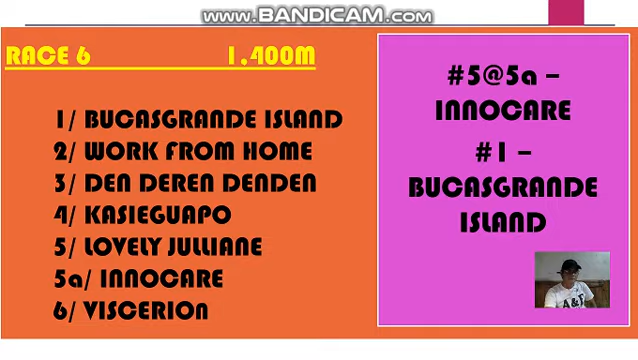 www.BANDICAM.com
RACE 6 1,400M
1/ BUCASGRANDE ISLAND
2/ WORK FROM HOME
3/ DEN DEREN DENDEN
4/ KASIEGUAPO
5/ LOVELY JULLIANE
5a/ INNOCARE
6/ VISCERION
#5@5a –
INNOCARE
#1 –
BUCASGRANDE
ISLAND
A & F